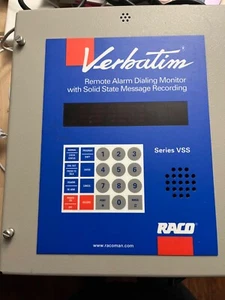 Verbatim
Remote Alarm Dialing Monitor
with Solid State Message Recording
Series VSS
1 2 3
4 5 6
7 8 9
0
RACO
www.racoman.com